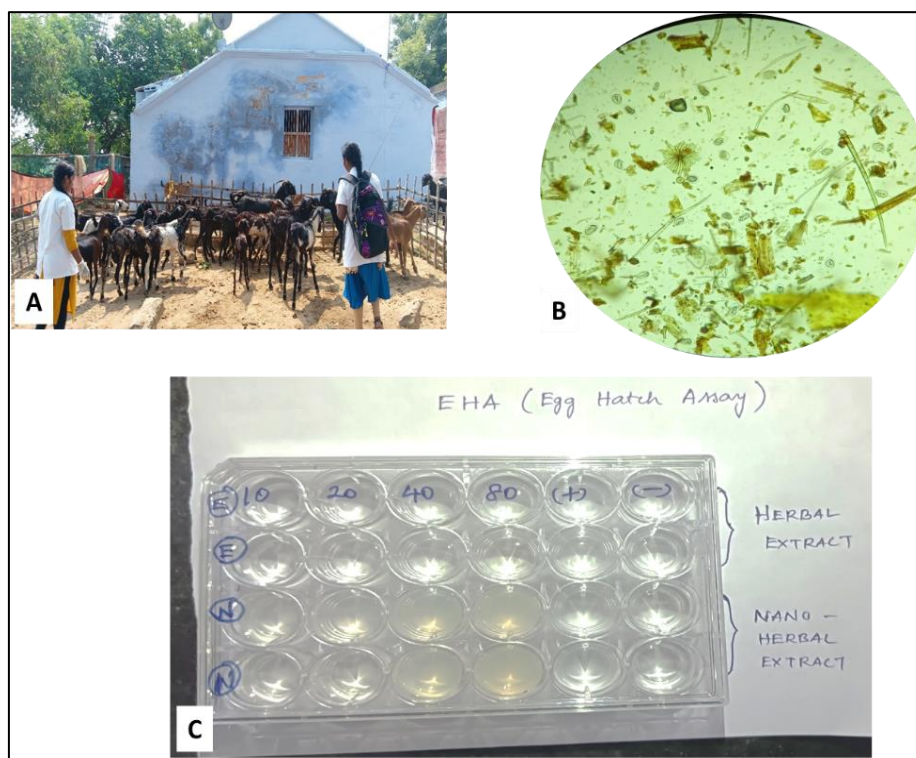 A
B
EHA (Egg Hatch Assay)
E 10 20 40 80 (+) (-)
E
N
N
HERBAL
EXTRACT
NANO-
HERBAL
EXTRACT
C